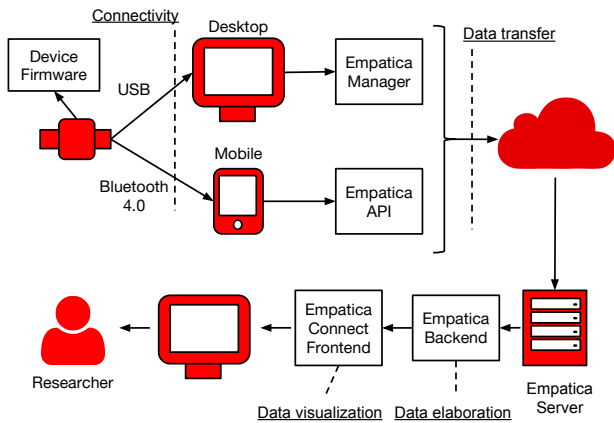 Connectivity
Desktop
Data transfer
Device
Firmware
USB
Empatica
Manager
Mobile
Bluetooth
4.0
Empatica
API
Empatica
Connect
Frontend
Empatica
Backend
Researcher
Empatica
Server
Data visualization
Data elaboration